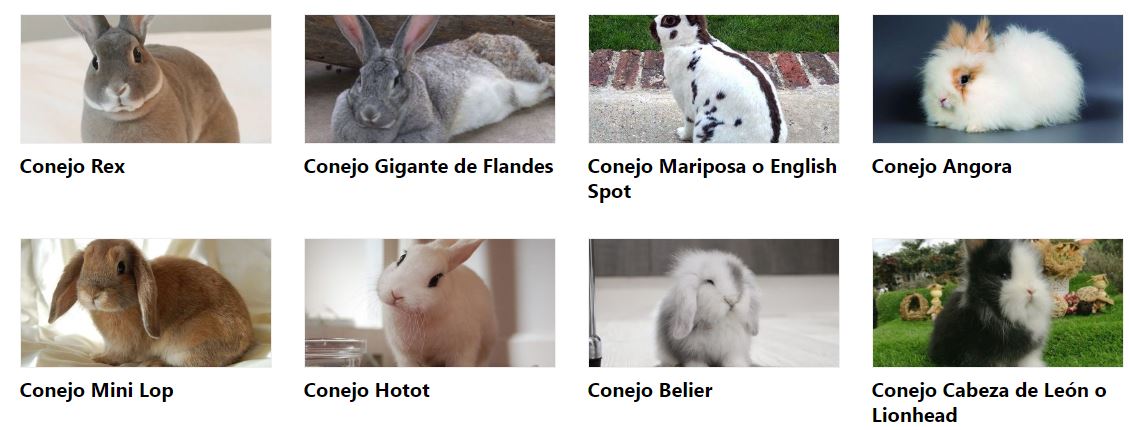 Conejo Rex
Conejo Gigante de Flandes
Conejo Mariposa o English
Spot
Conejo Angora
Conejo Mini Lop
Conejo Hotot
Conejo Belier
Conejo Cabeza de León o
Lionhead